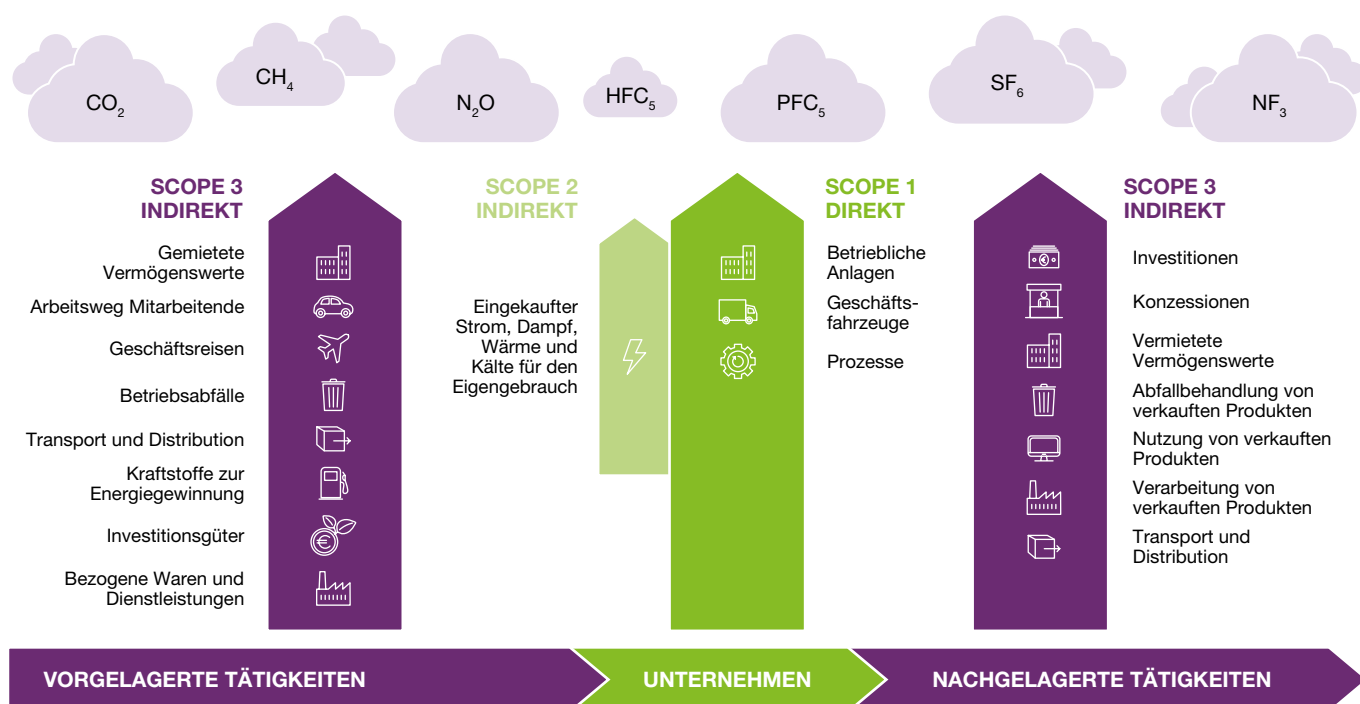 CO₂
CH₄
N₂O
HFC₅
PFC₅
SF₆
NF₃
SCOPE 3
INDIREKT
Gemietete
Vermögenswerte
Arbeitsweg Mitarbeitende
Geschäftsreisen
Betriebsabfälle
Transport und Distribution
Kraftstoffe zur
Energiegewinnung
Investitionsgüter
Bezogene Waren und
Dienstleistungen
SCOPE 2
INDIREKT
Eingekaufter
Strom, Dampf,
Wärme und
Kälte für den
Eigengebrauch
SCOPE 1
DIREKT
Betriebliche
Anlagen
Geschäfts-
fahrzeuge
Prozesse
SCOPE 3
INDIREKT
Investitionen
Konzessionen
Vermietete
Vermögenswerte
Abfallbehandlung von
verkauften Produkten
Nutzung von verkauften
Produkten
Verarbeitung von
verkauften Produkten
Transport und
Distribution
VORGELAGERTE TÄTIGKEITEN
UNTERNEHMEN
NACHGELAGERTE TÄTIGKEITEN